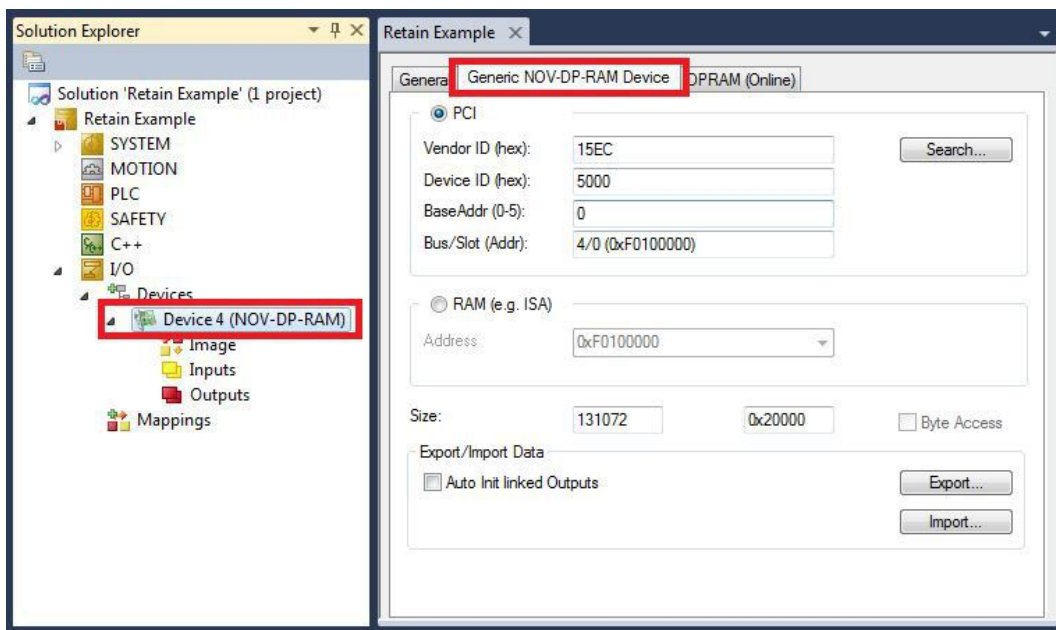 Solution Explorer
Solution 'Retain Example' (1 project)
Retain Example
SYSTEM
MOTION
PLC
SAFETY
C++
I/O
Devices
Device 4 (NOV-DP-RAM)
Image
Inputs
Outputs
Mappings
Retain Example
General Generic NOV-DP-RAM Device DPRAM (Online)
PCI
Vendor ID (hex): 15EC Search...
Device ID (hex): 5000
BaseAddr (0-5): 0
Bus/Slot (Addr): 4/0 (0xF0100000)
RAM (e.g. ISA)
Address 0xF0100000
Size: 131072 0x20000 Byte Access
Export/Import Data
Auto Init linked Outputs Export...
Import...